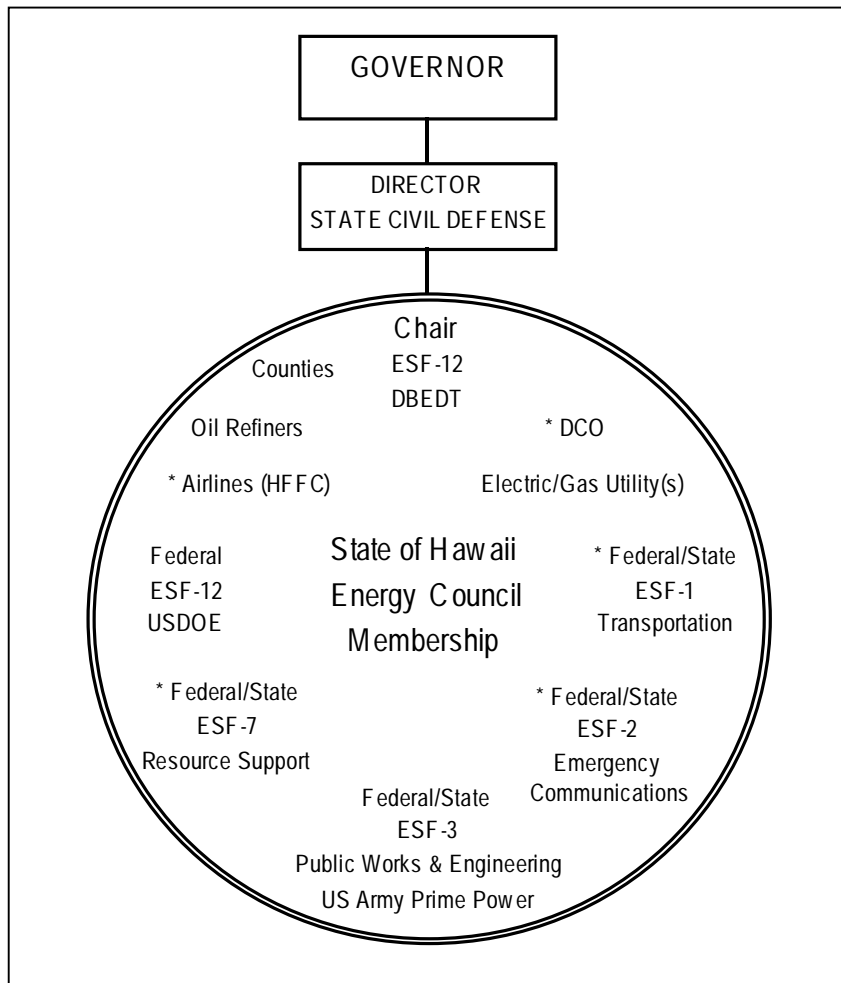 GOVERNOR
DIRECTOR
STATE CIVIL DEFENSE
Chair
ESF-12
DBEDT
Counties
Oil Refiners
* DCO
* Airlines (HFFC)
Electric/Gas Utility(s)
Federal
ESF-12
USDOE
State of Hawaii
Energy Council
Membership
* Federal/State
ESF-1
Transportation
* Federal/State
ESF-7
Resource Support
* Federal/State
ESF-2
Emergency
Communications
Federal/State
ESF-3
Public Works & Engineering
US Army Prime Power